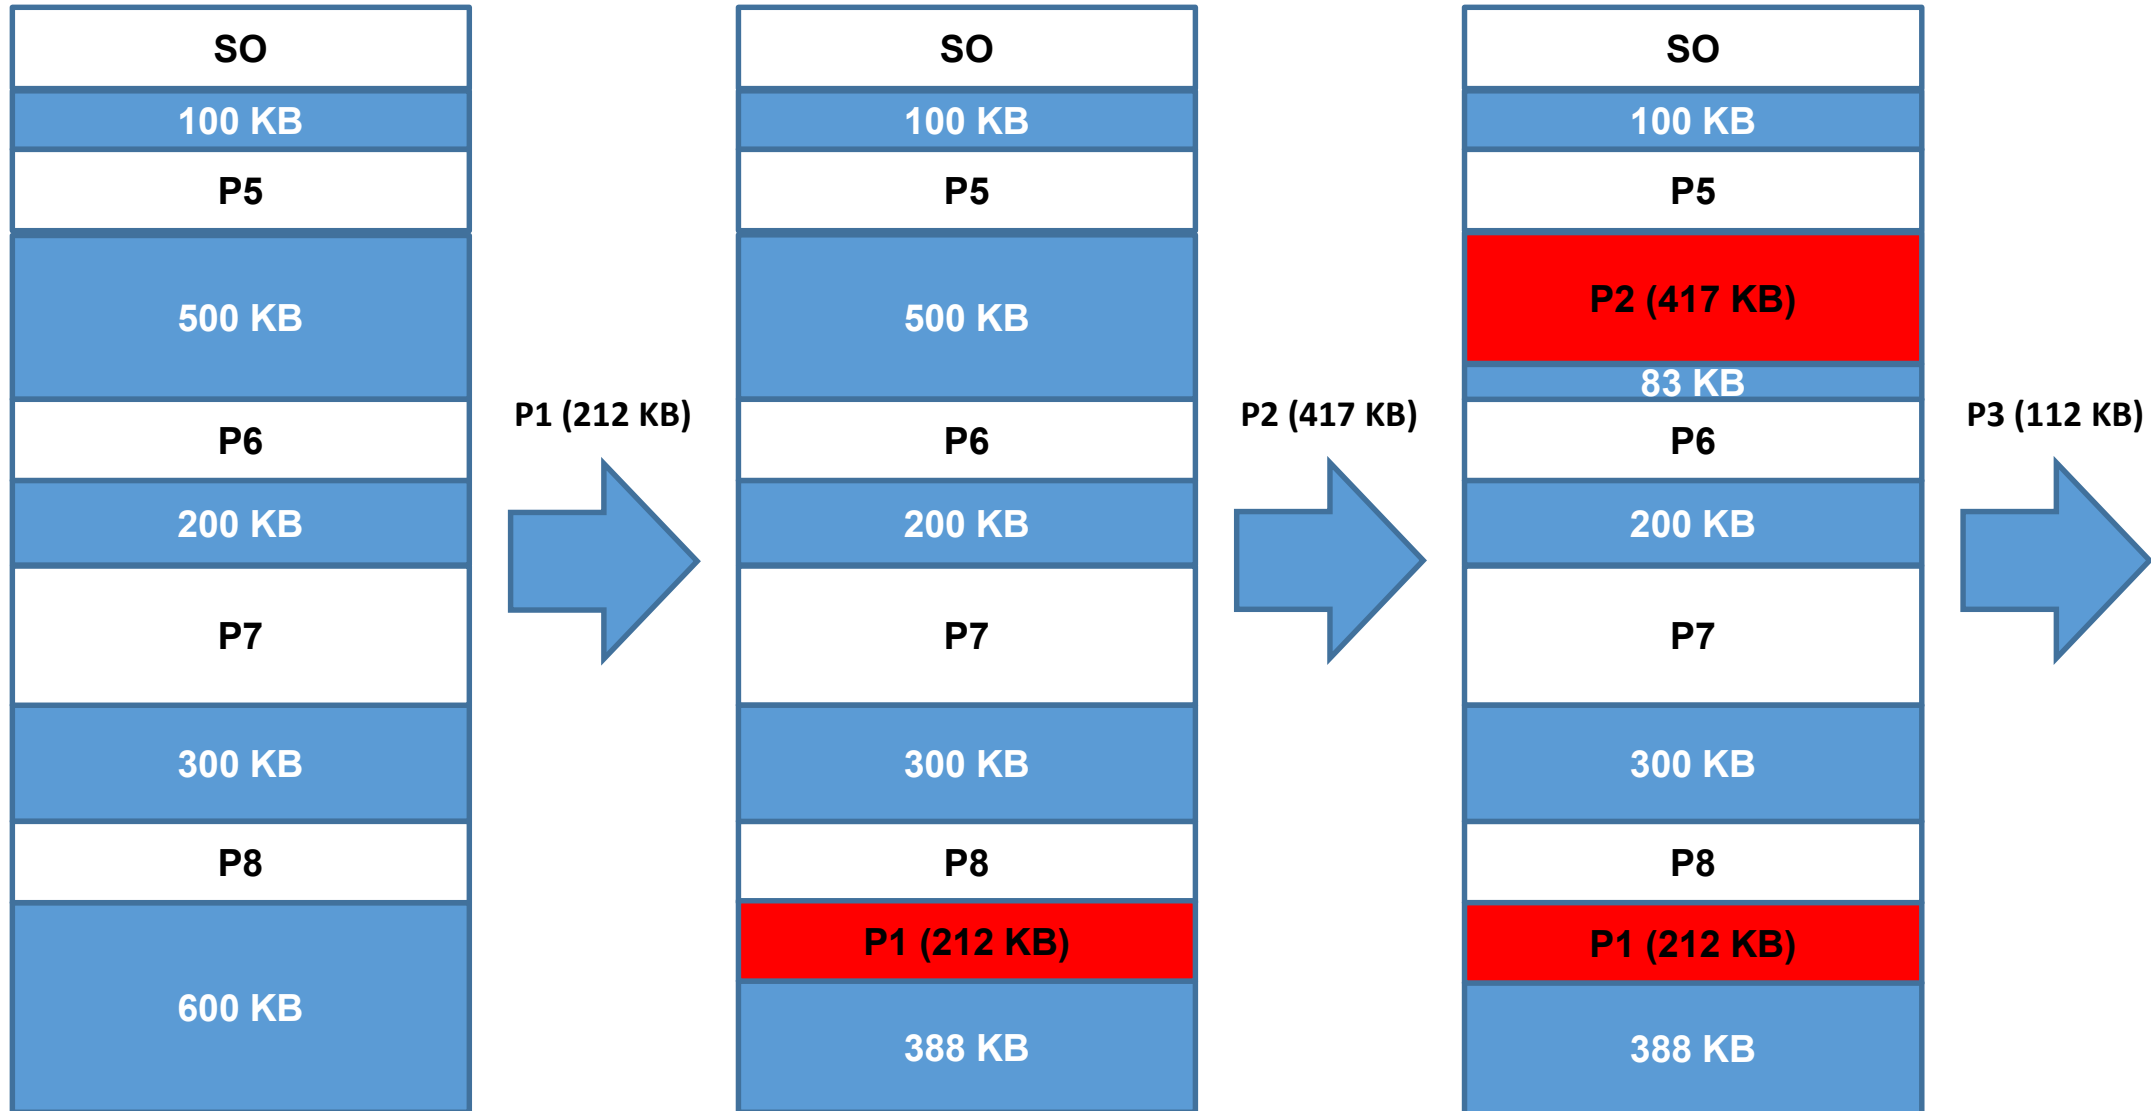 SO
100 KB
P5
500 KB
P6
200 KB
P7
300 KB
P8
600 KB
P1 (212 KB)
SO
100 KB
P5
500 KB
P6
200 KB
P7
300 KB
P8
P1 (212 KB)
388 KB
P2 (417 KB)
SO
100 KB
P5
P2 (417 KB)
83 KB
P6
200 KB
P7
300 KB
P8
P1 (212 KB)
388 KB
P3 (112 KB)